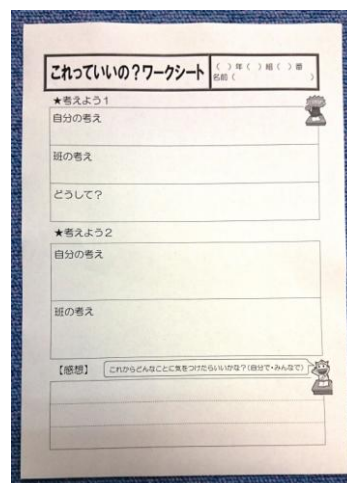 これっていいの？ワークシート
（　）年（　）組（　）番
名前（　　　　　　　）
★考えよう１
自分の考え
班の考え
どうして？
★考えよう２
自分の考え
班の考え
【感想】
これからどんなことに気をつけたらいいかな？（自分で・みんなで）